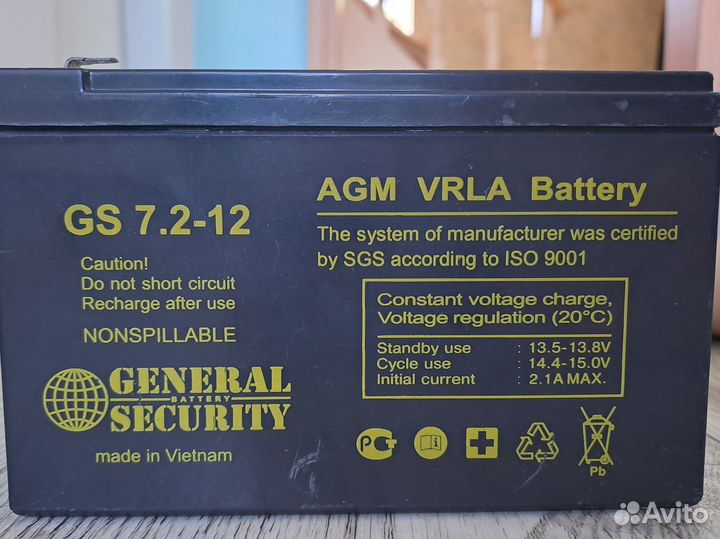 GS 7.2-12
Caution!
Do not short circuit
Recharge after use
NONSPILLABLE
GENERAL
BATTERY
SECURITY
made in Vietnam
AGM VRLA Battery
The system of manufacturer was certified
by SGS according to ISO 9001
Constant voltage charge,
Voltage regulation (20°C)
Standby use : 13.5-13.8V
Cycle use : 14.4-15.0V
Initial current : 2.1A MAX.
Pb
Avito